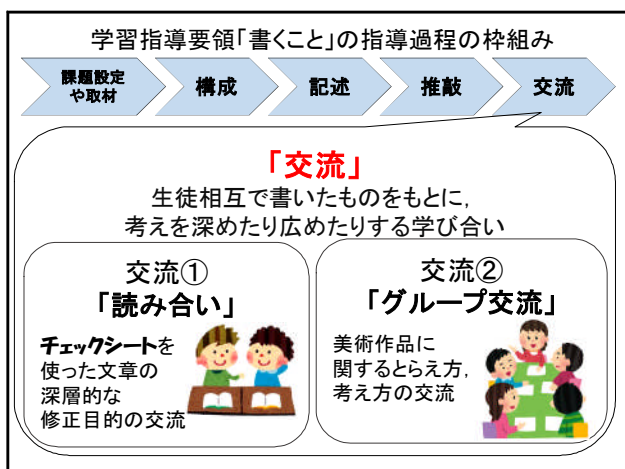 学習指導要領「書くこと」の指導過程の枠組み
課題設定
や取材
構成
記述
推敲
交流
「交流」
生徒相互で書いたものをもとに,
考えを深めたり広めたりする学び合い
交流①
「読み合い」
チェックシートを
使った文章の
深層的な
修正目的の交流
交流②
「グループ交流」
美術作品に
関するとらえ方,
考え方の交流